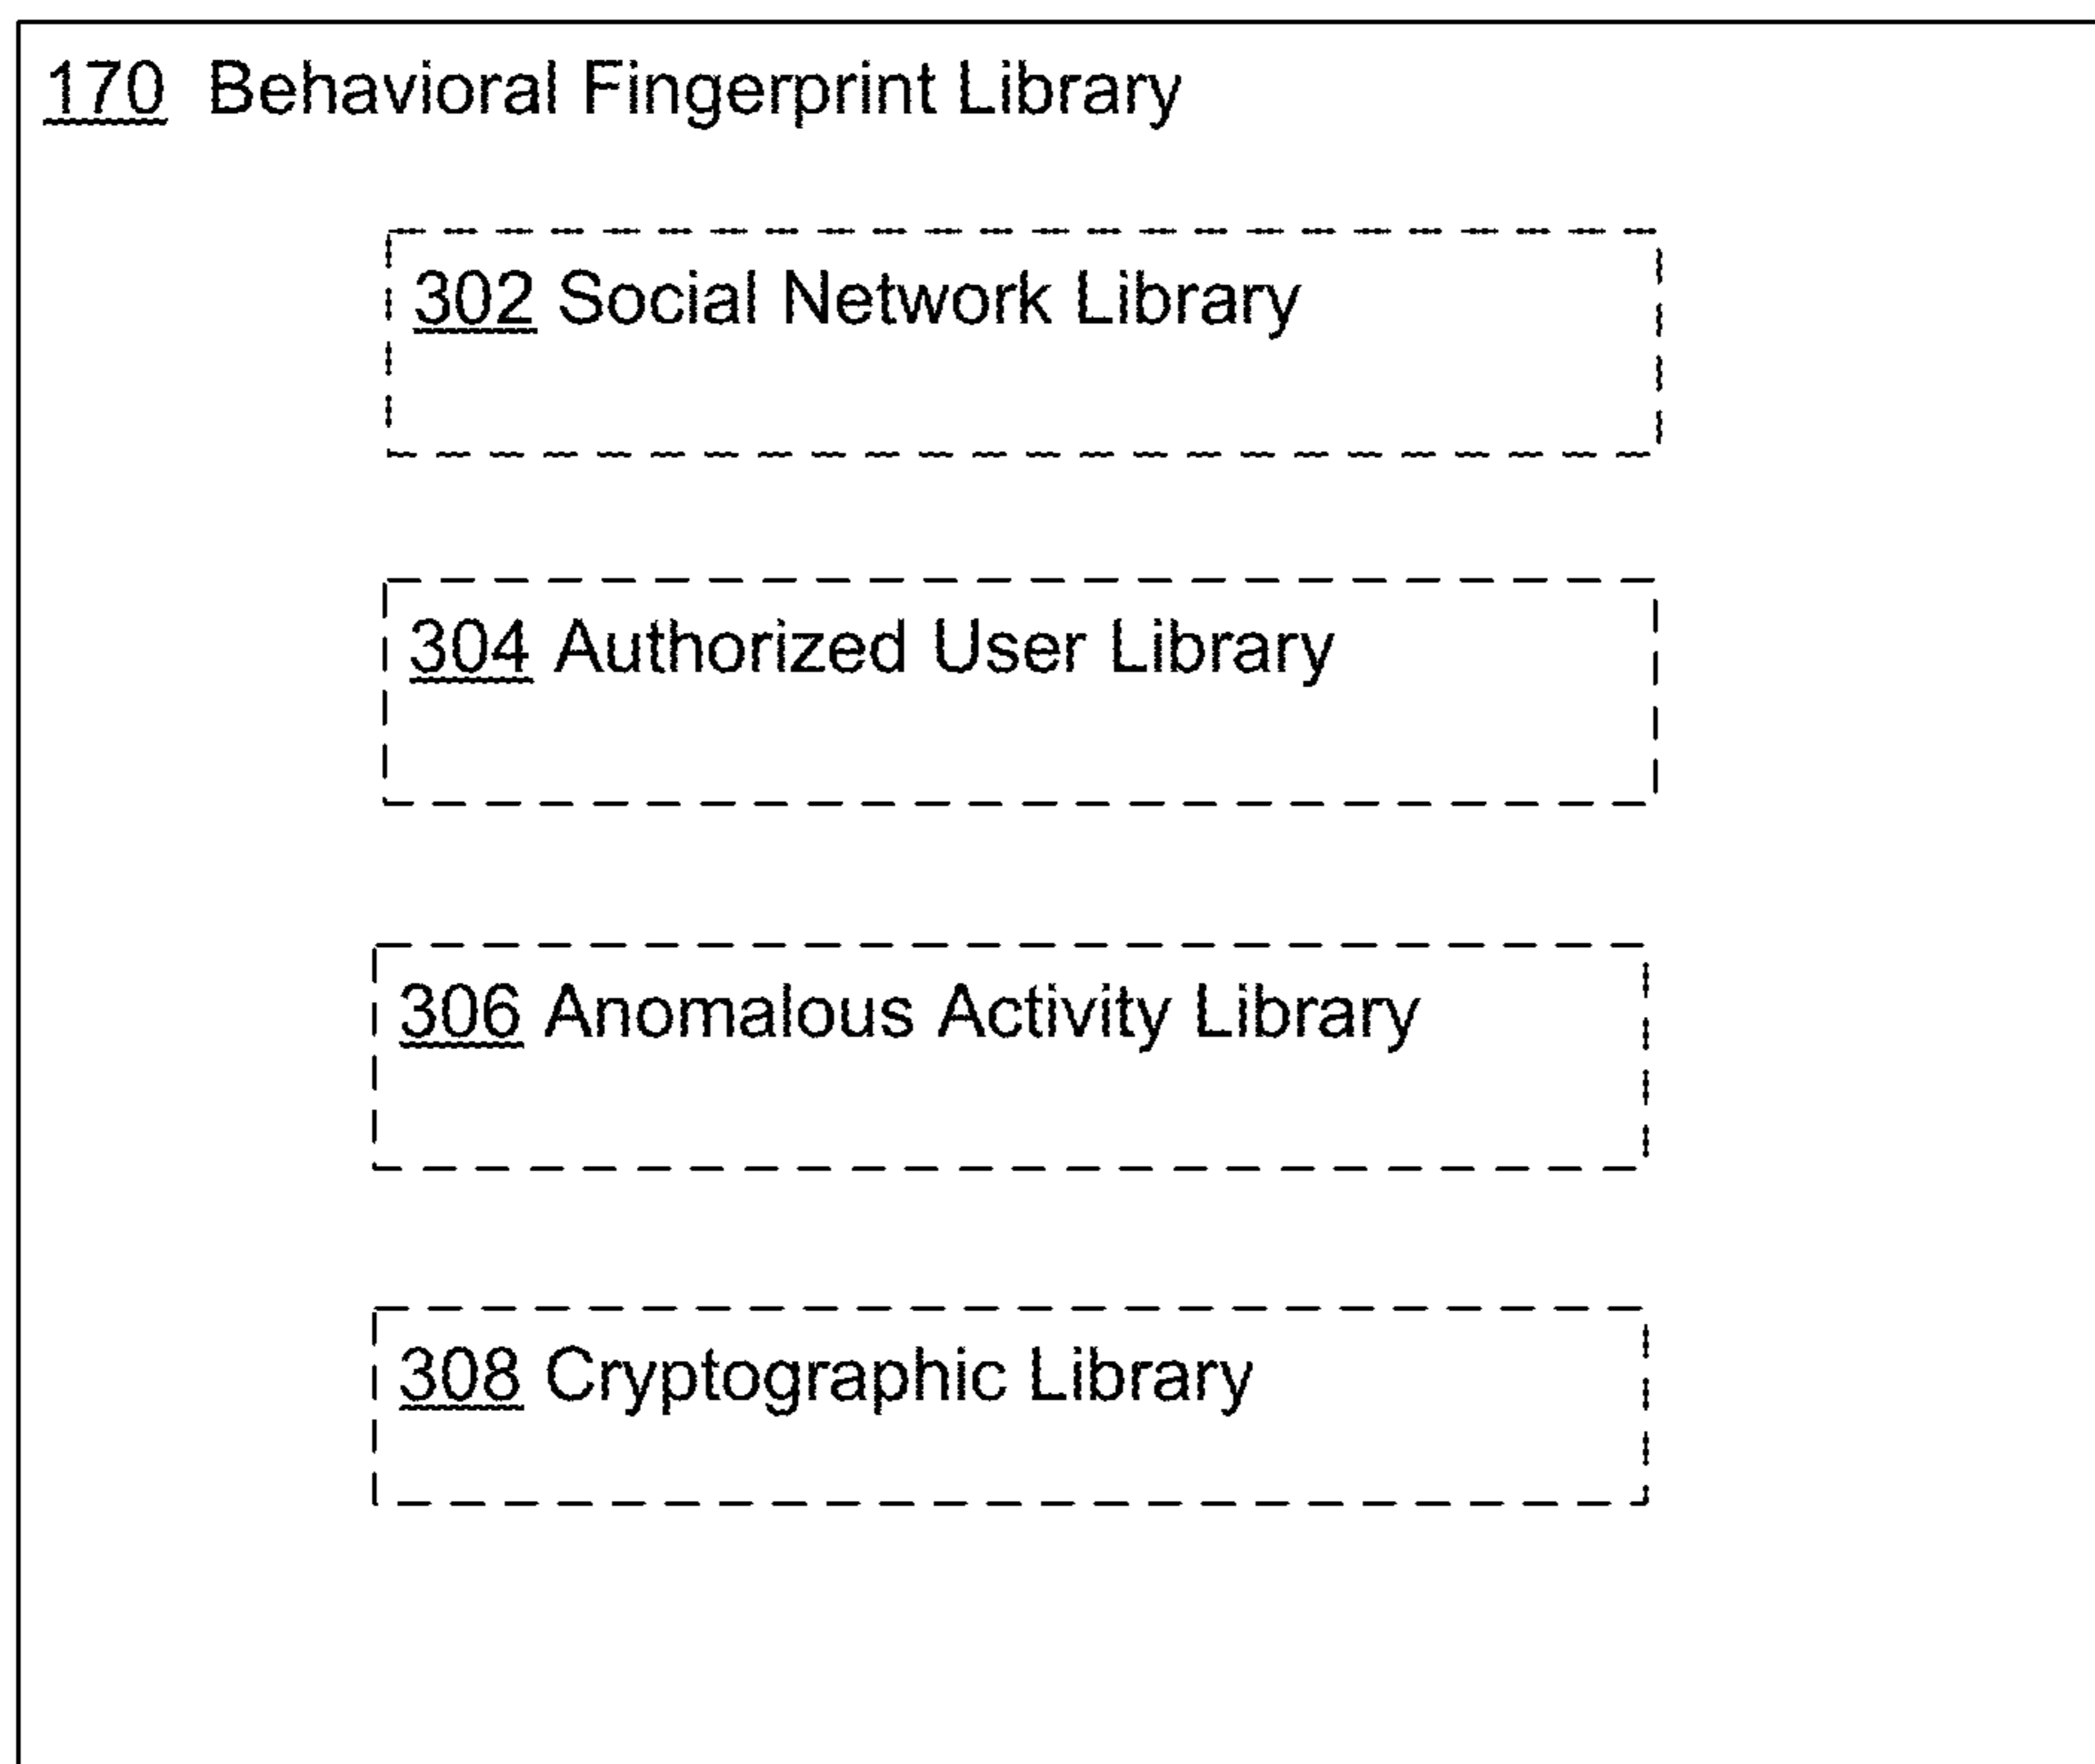 170 Behavioral Fingerprint Library
302 Social Network Library
304 Authorized User Library
306 Anomalous Activity Library
308 Cryptographic Library